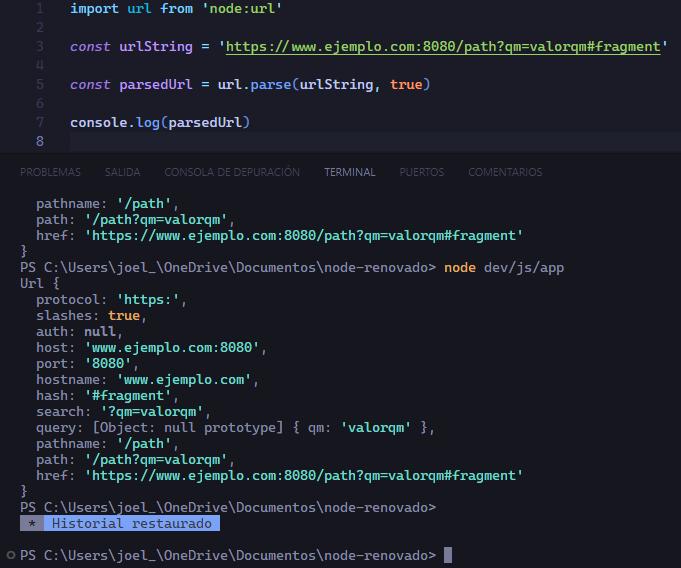 1 import url from 'node:url'
2
3 const urlString = 'https://www.ejemplo.com:8080/path?qm=valorqm#fragment'
4
5 const parsedUrl = url.parse(urlString, true)
6
7 console.log(parsedUrl)
8
PROBLEMAS SALIDA CONSOLA DE DEPURACIÓN TERMINAL PUERTOS COMENTARIOS
pathname: '/path',
path: '/path?qm=valorqm',
href: 'https://www.ejemplo.com:8080/path?qm=valorqm#fragment'
}
PS C:\Users\joel_\OneDrive\Documentos\node-renovado> node dev/js/app
Url {
protocol: 'https:',
slashes: true,
auth: null,
host: 'www.ejemplo.com:8080',
port: '8080',
hostname: 'www.ejemplo.com',
hash: '#fragment',
search: '?qm=valorqm',
query: [Object: null prototype] { qm: 'valorqm' },
pathname: '/path',
path: '/path?qm=valorqm',
href: 'https://www.ejemplo.com:8080/path?qm=valorqm#fragment'
}
PS C:\Users\joel_\OneDrive\Documentos\node-renovado>
* Historial restaurado
PS C:\Users\joel_\OneDrive\Documentos\node-renovado>